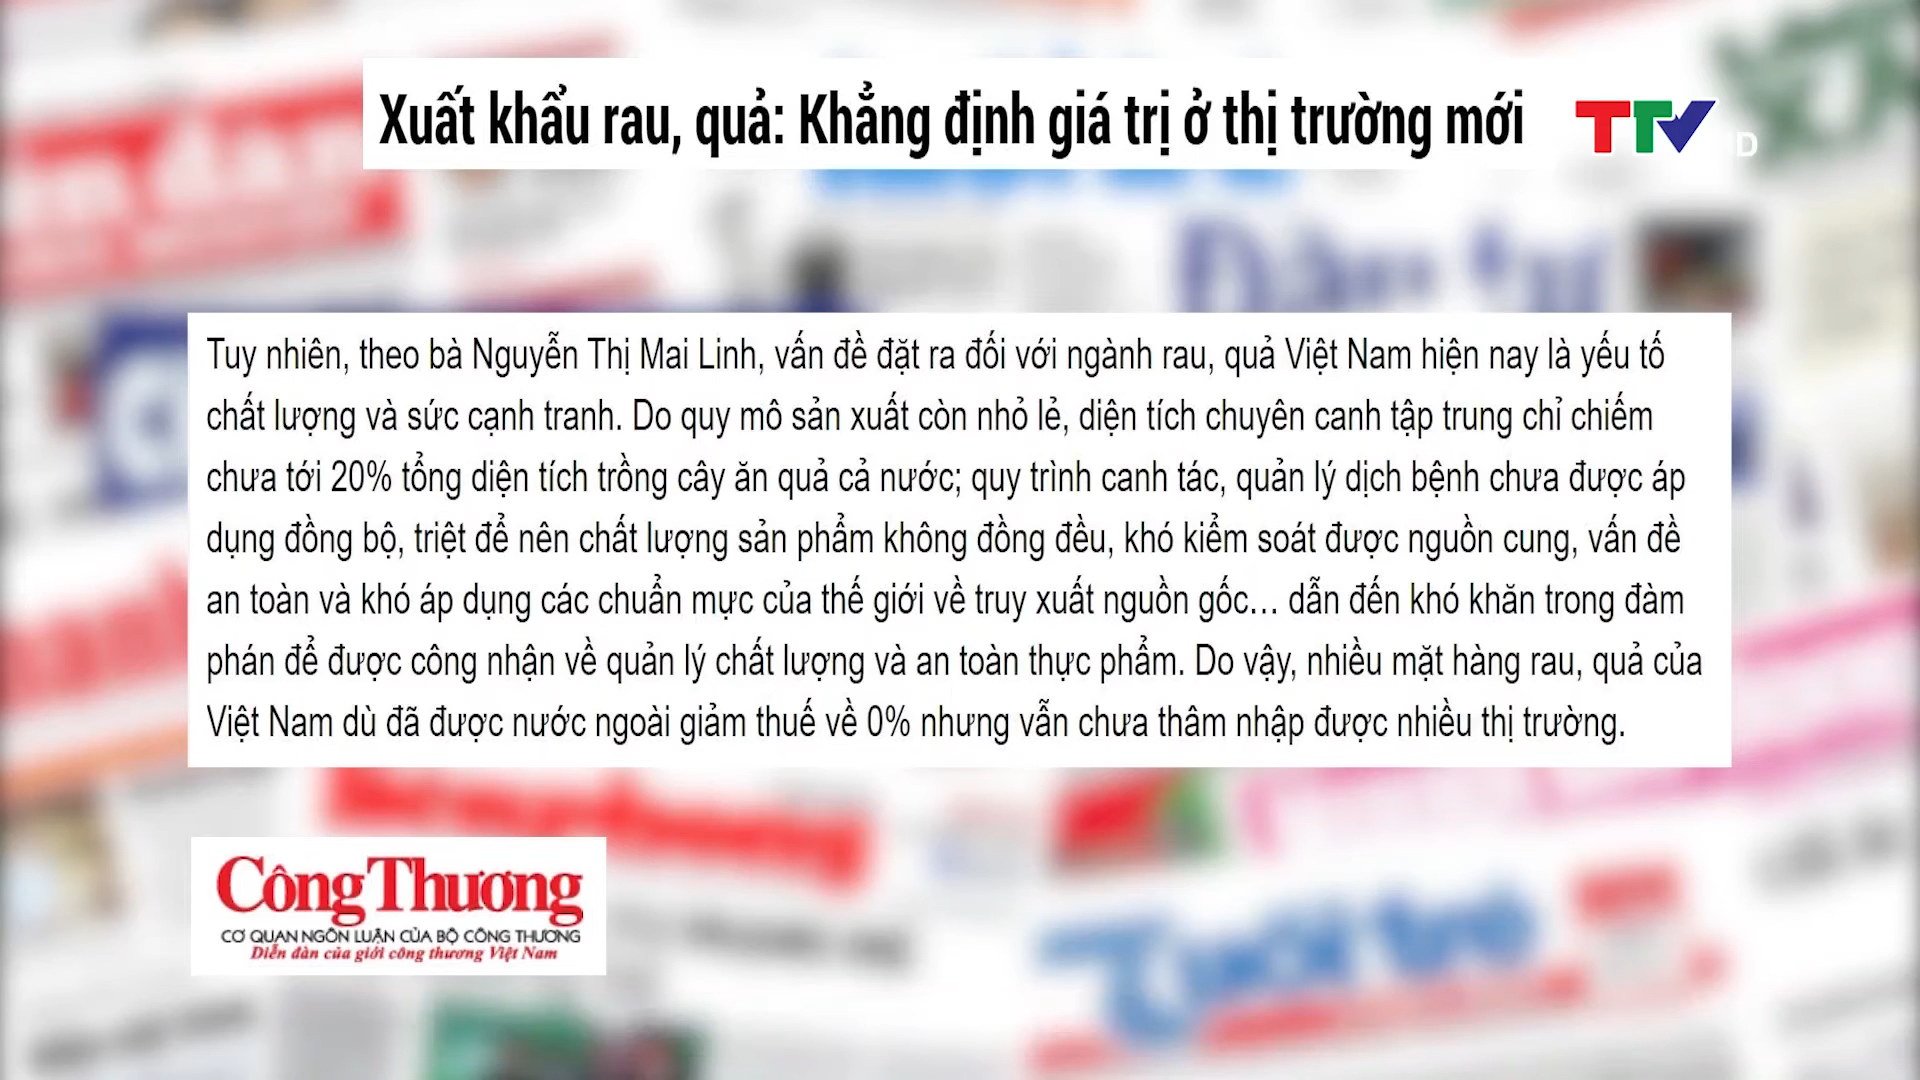 Xuất khẩu rau, quả: Khẳng định giá trị ở thị trường mới
TTV
Tuy nhiên, theo bà Nguyễn Thị Mai Linh, vấn đề đặt ra đối với ngành rau, quả Việt Nam hiện nay là yếu tố
chất lượng và sức cạnh tranh. Do quy mô sản xuất còn nhỏ lẻ, diện tích chuyên canh tập trung chỉ chiếm
chưa tới 20% tổng diện tích trồng cây ăn quả cả nước; quy trình canh tác, quản lý dịch bệnh chưa được áp
dụng đồng bộ, triệt để nên chất lượng sản phẩm không đồng đều, khó kiểm soát được nguồn cung, vấn đề
an toàn và khó áp dụng các chuẩn mực của thế giới về truy xuất nguồn gốc... dẫn đến khó khăn trong đàm
phán để được công nhận về quản lý chất lượng và an toàn thực phẩm. Do vậy, nhiều mặt hàng rau, quả của
Việt Nam dù đã được nước ngoài giảm thuế về 0% nhưng vẫn chưa thâm nhập được nhiều thị trường.
Công Thương
CƠ QUAN NGÔN LUẬN CỦA BỘ CÔNG THƯƠNG
Diễn đàn của giới công thương Việt Nam